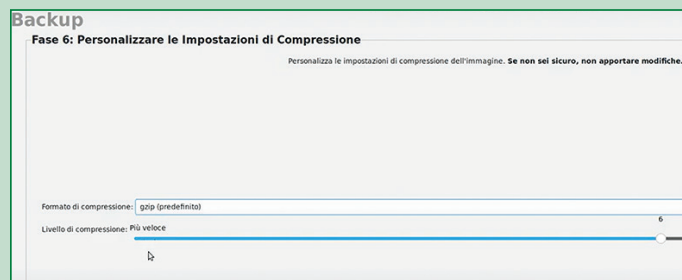 Backup
Fase 6: Personalizzare le Impostazioni di Compressione
Personalizza le impostazioni di compressione dell'immagine. Se non sei sicuro, non apportare modifiche.
Formato di compressione: gzip (predefinito)
6
Livello di compressione: Più veloce